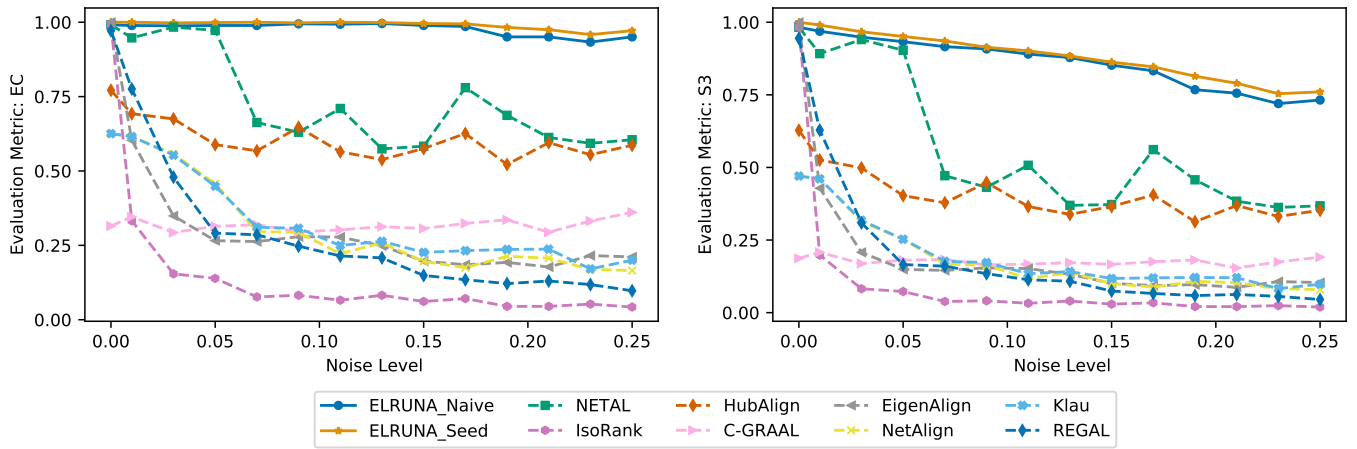 1.00
0.75
0.50
0.25
0.00
Evaluation Metric: EC
0.00 0.05 0.10 0.15 0.20 0.25
Noise Level
1.00
0.75
0.50
0.25
0.00
Evaluation Metric: S3
0.00 0.05 0.10 0.15 0.20 0.25
Noise Level
ELRUNA_Naive NETAL HubAlign EigenAlign Klau
ELRUNA_Seed IsoRank C-GRAAL NetAlign REGAL